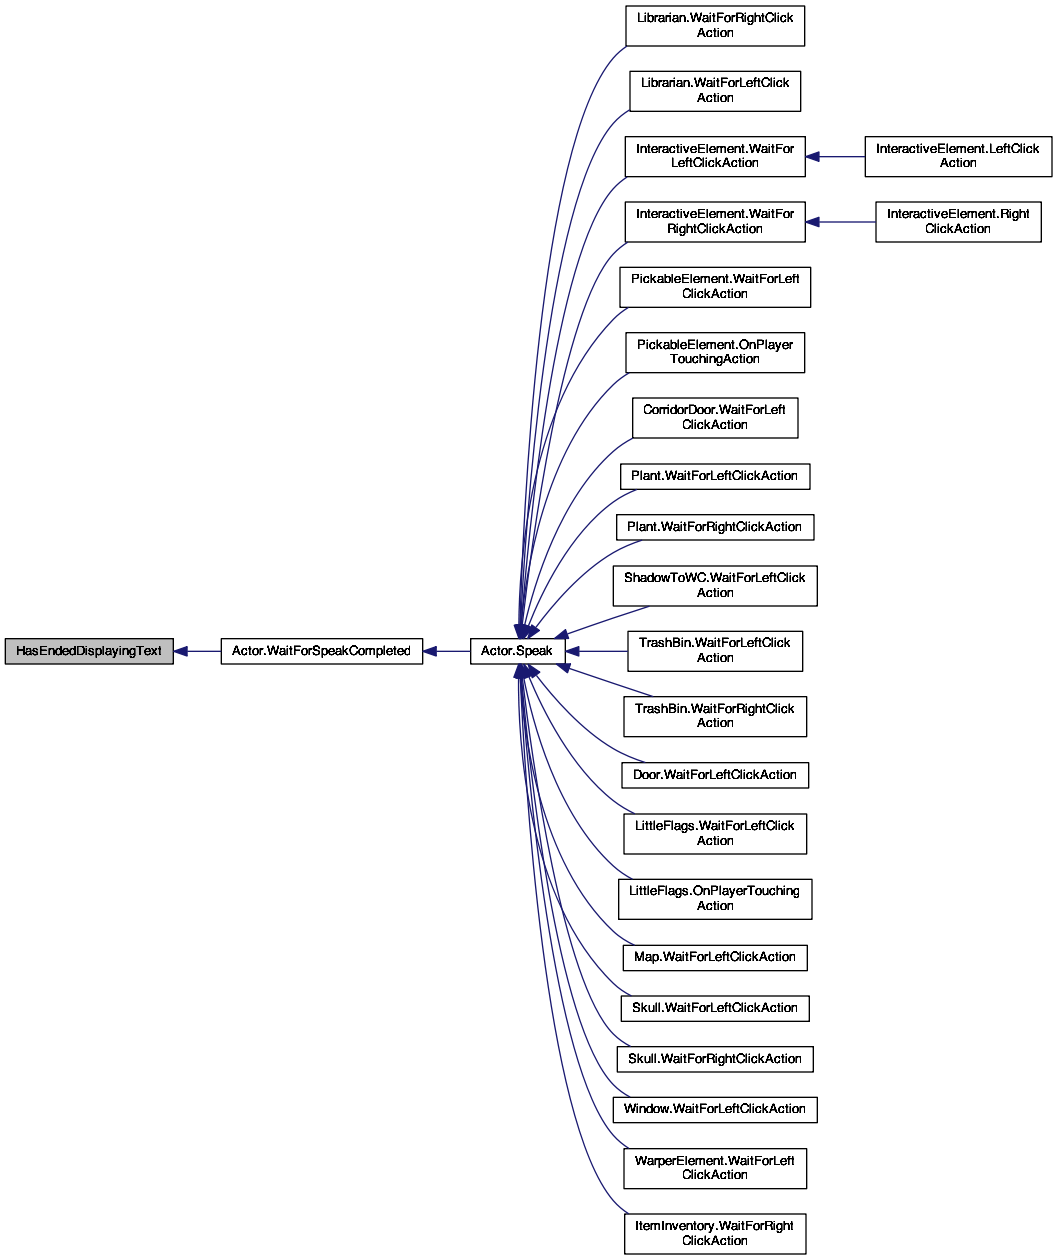 Librarian.WaitForRightClick
Action
Librarian.WaitForLeftClick
Action
InteractiveElement.WaitFor
LeftClickAction
InteractiveElement.LeftClick
Action
InteractiveElement.WaitFor
RightClickAction
InteractiveElement.Right
ClickAction
PickableElement.WaitForLeft
ClickAction
PickableElement.OnPlayer
TouchingAction
CorridorDoor.WaitForLeft
ClickAction
Plant.WaitForLeftClickAction
Plant.WaitForRightClickAction
ShadowToWC.WaitForLeftClick
Action
HasEndedDisplayingText
Actor.WaitForSpeakCompleted
Actor.Speak
TrashBin.WaitForLeftClick
Action
TrashBin.WaitForRightClick
Action
Door.WaitForLeftClickAction
LittleFlags.WaitForLeftClick
Action
LittleFlags.OnPlayerTouching
Action
Map.WaitForLeftClickAction
Skull.WaitForLeftClickAction
Skull.WaitForRightClickAction
Window.WaitForLeftClickAction
WarperElement.WaitForLeft
ClickAction
ItemInventory.WaitForRight
ClickAction